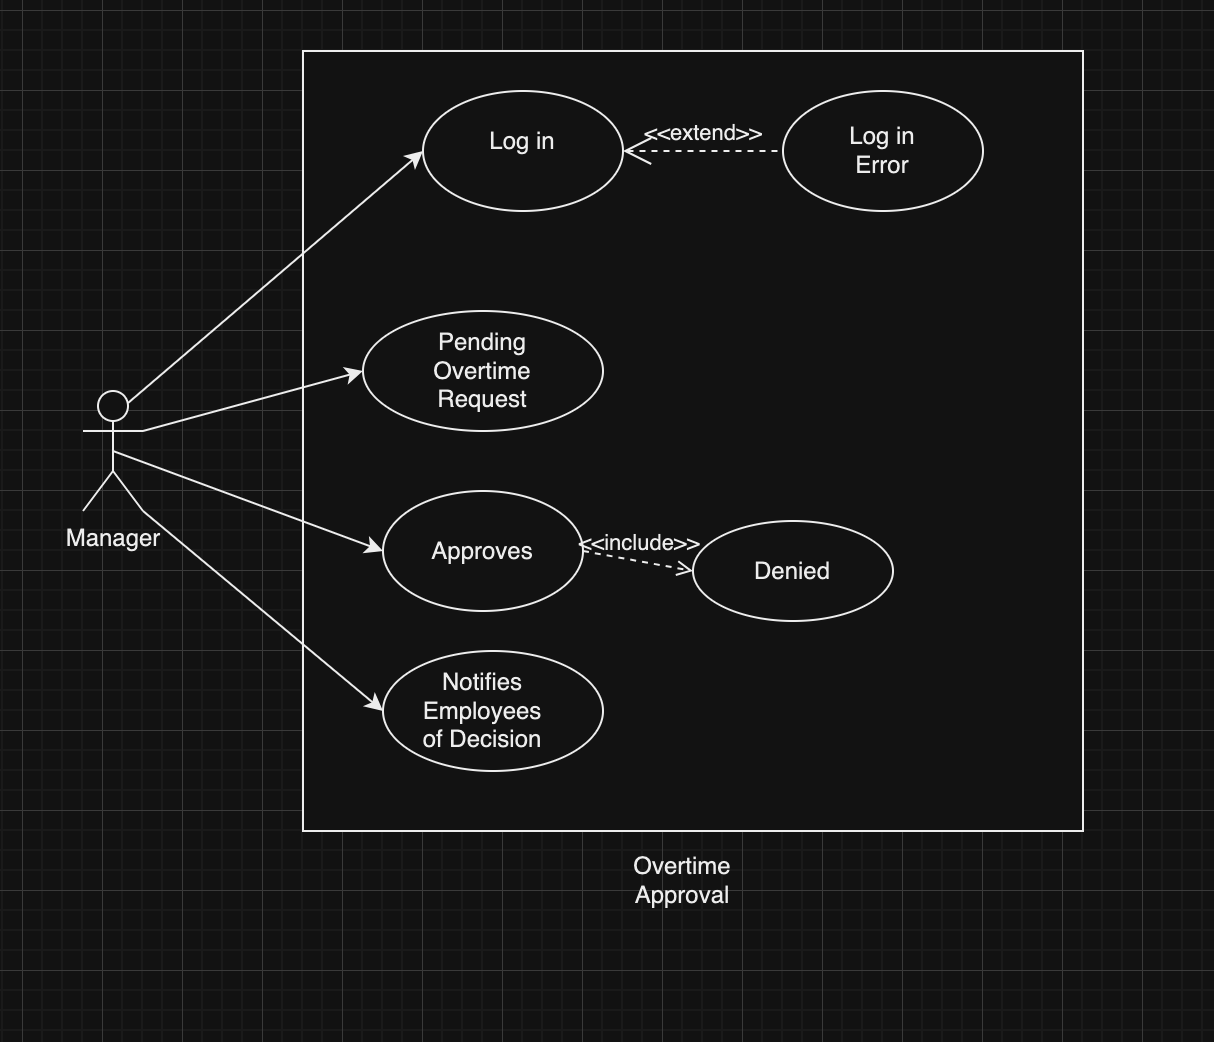 Log in
<<extend>>
Log in
Error
Pending
Overtime
Request
Manager
Approves
<<include>>
Denied
Notifies
Employees
of Decision
Overtime
Approval